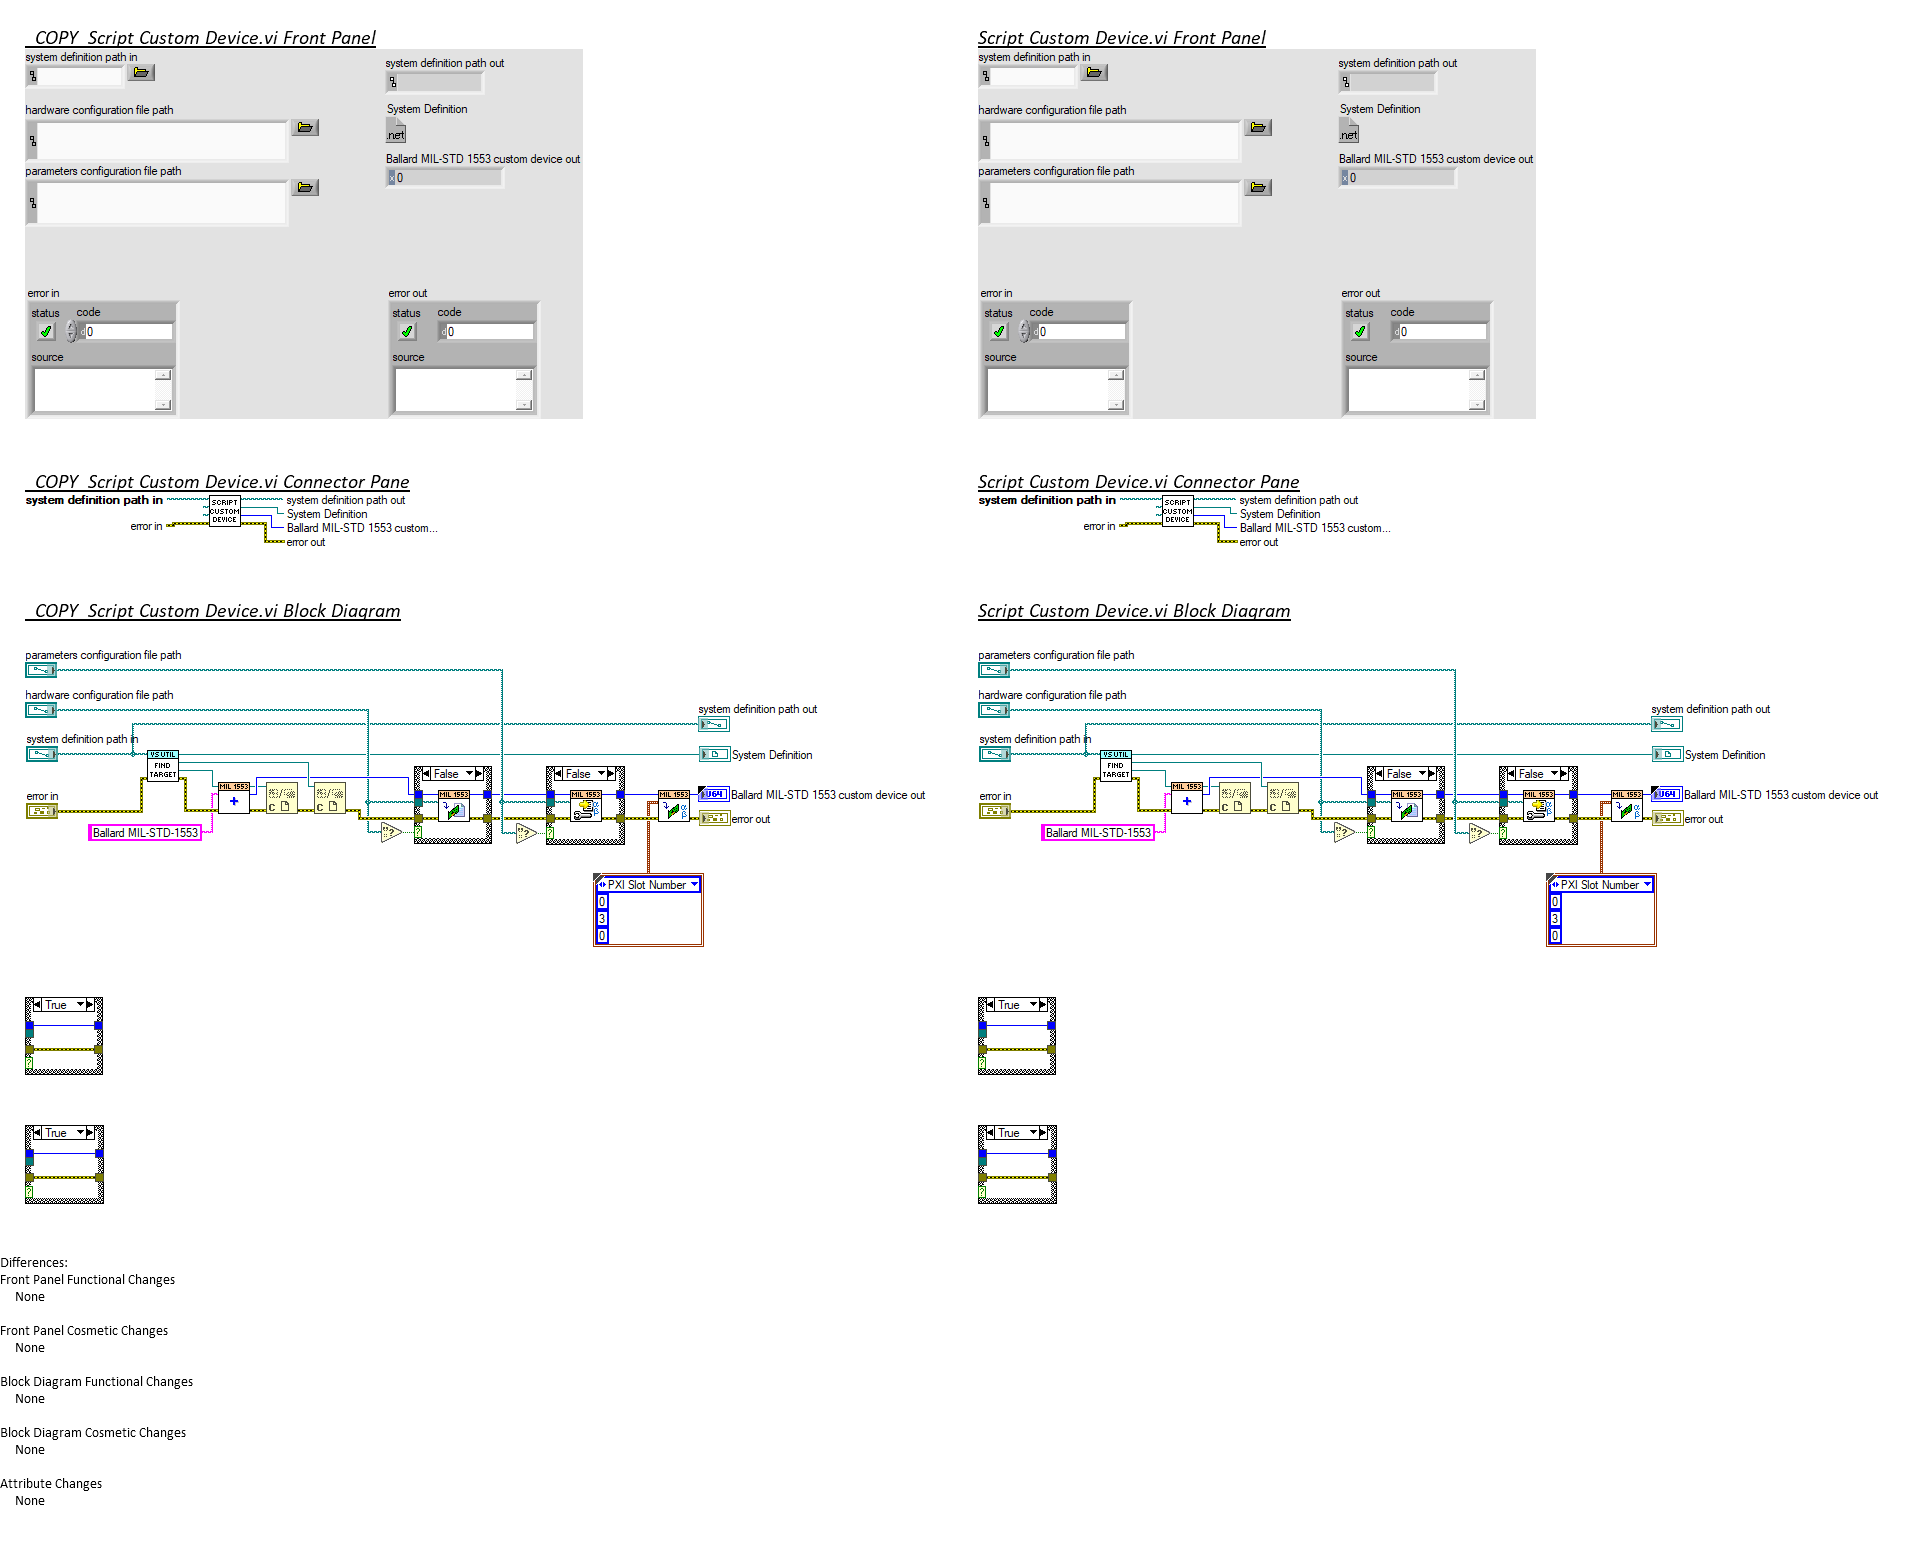 _COPY_Script Custom Device.vi Front Panel
system definition path in
system definition path out
hardware configuration file path
System Definition
.net
Ballard MIL-STD 1553 custom device out
parameters configuration file path
x 0
error in
error out
status code
d 0
source
status code
d 0
source
_COPY_Script Custom Device.vi Connector Pane
system definition path in
SCRIPT
CUSTOM
DEVICE
system definition path out
System Definition
error in
Ballard MIL-STD 1553 custom...
error out
_COPY_Script Custom Device.vi Block Diagram
parameters configuration file path
hardware configuration file path
system definition path out
system definition path in
VS UTIL
FIND
TARGET
System Definition
False
False
error in
MIL 1553
+
C
C
MIL 1553
MIL 1553
MIL 1553
U64
Ballard MIL-STD 1553 custom device out
error out
Ballard MIL-STD-1553
?
?
?
?
PXI Slot Number
0
3
0
True
?
True
?
Script Custom Device.vi Front Panel
system definition path in
system definition path out
hardware configuration file path
System Definition
.net
Ballard MIL-STD 1553 custom device out
parameters configuration file path
x 0
error in
error out
status code
d 0
source
status code
d 0
source
Script Custom Device.vi Connector Pane
system definition path in
SCRIPT
CUSTOM
DEVICE
system definition path out
System Definition
error in
Ballard MIL-STD 1553 custom...
error out
Script Custom Device.vi Block Diagram
parameters configuration file path
hardware configuration file path
system definition path out
system definition path in
VS UTIL
FIND
TARGET
System Definition
False
False
error in
MIL 1553
+
C
C
MIL 1553
MIL 1553
MIL 1553
U64
Ballard MIL-STD 1553 custom device out
error out
Ballard MIL-STD-1553
?
?
?
?
PXI Slot Number
0
3
0
True
?
True
?
Differences:
Front Panel Functional Changes
None
Front Panel Cosmetic Changes
None
Block Diagram Functional Changes
None
Block Diagram Cosmetic Changes
None
Attribute Changes
None